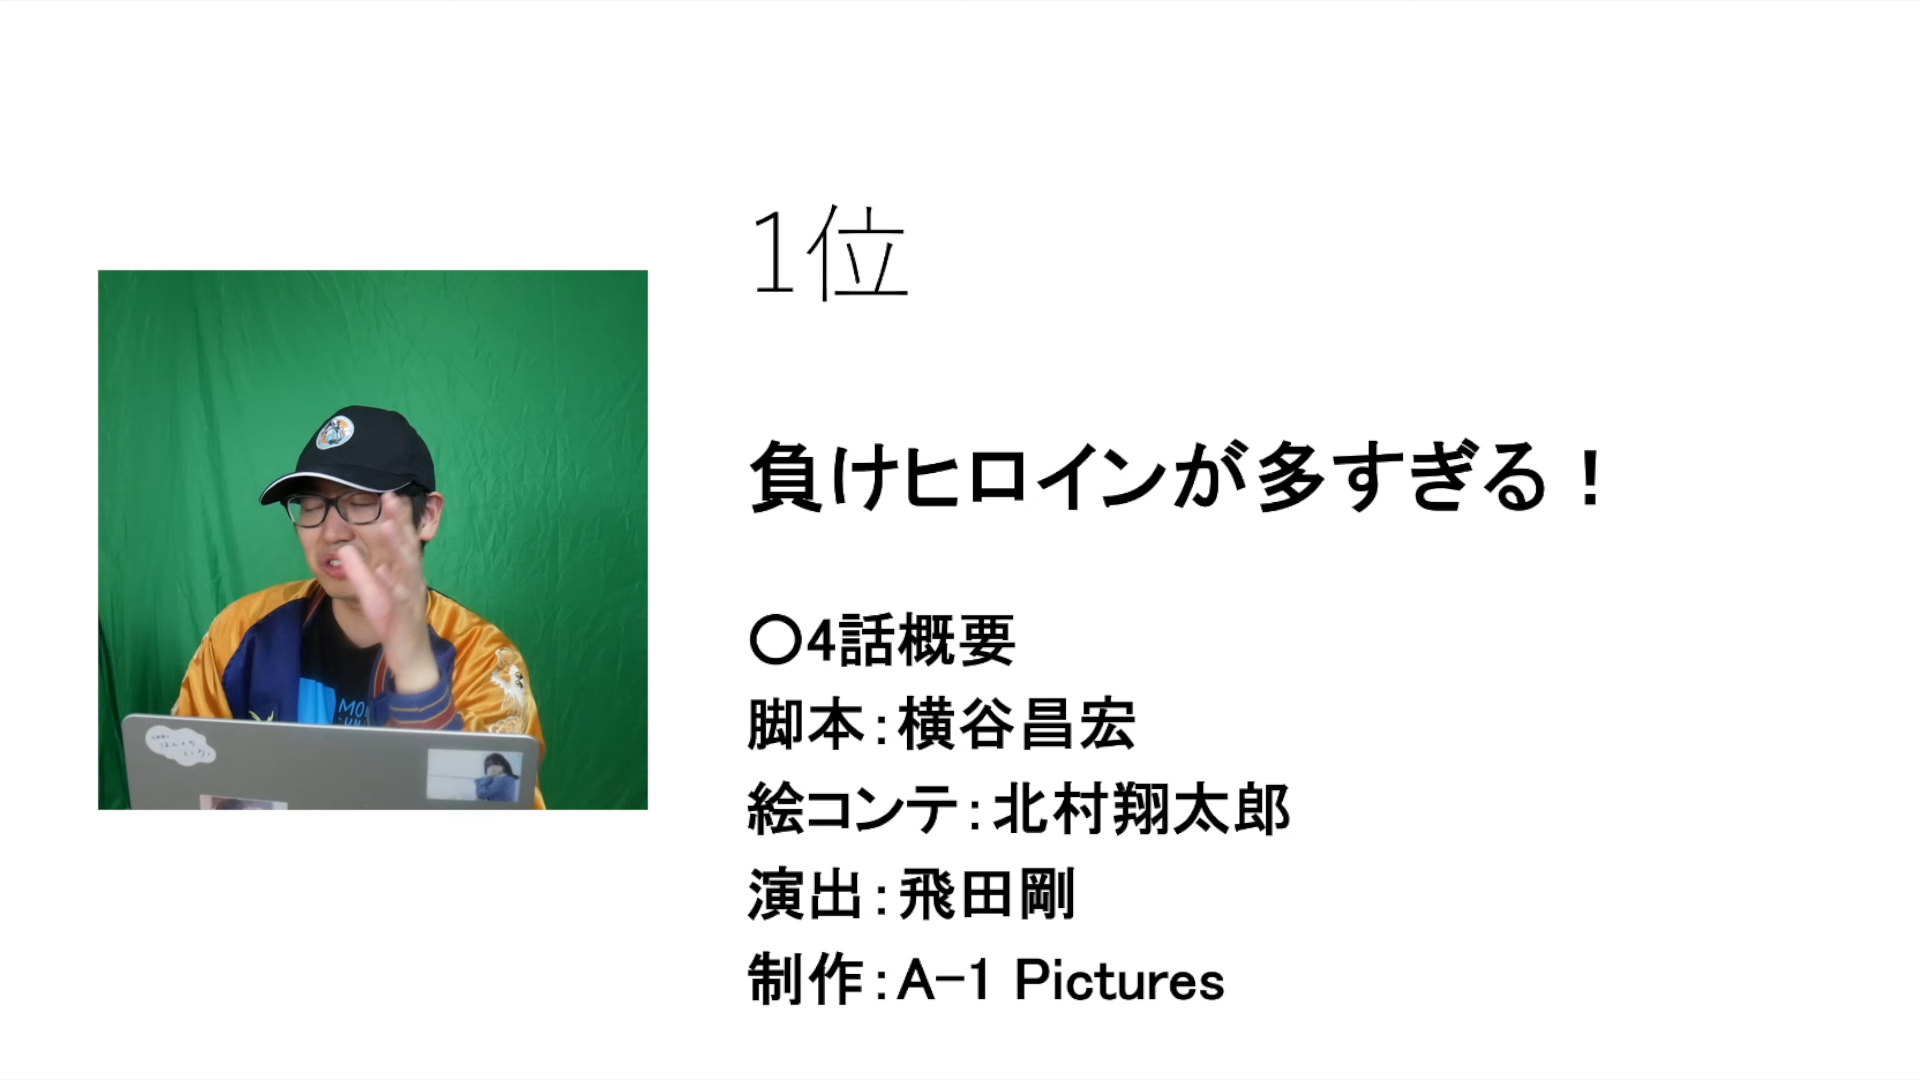 1位
負けヒロインが多すぎる！
〇4話概要
脚本：横谷昌宏
絵コンテ：北村翔太郎
演出：飛田剛
制作：A-1 Pictures